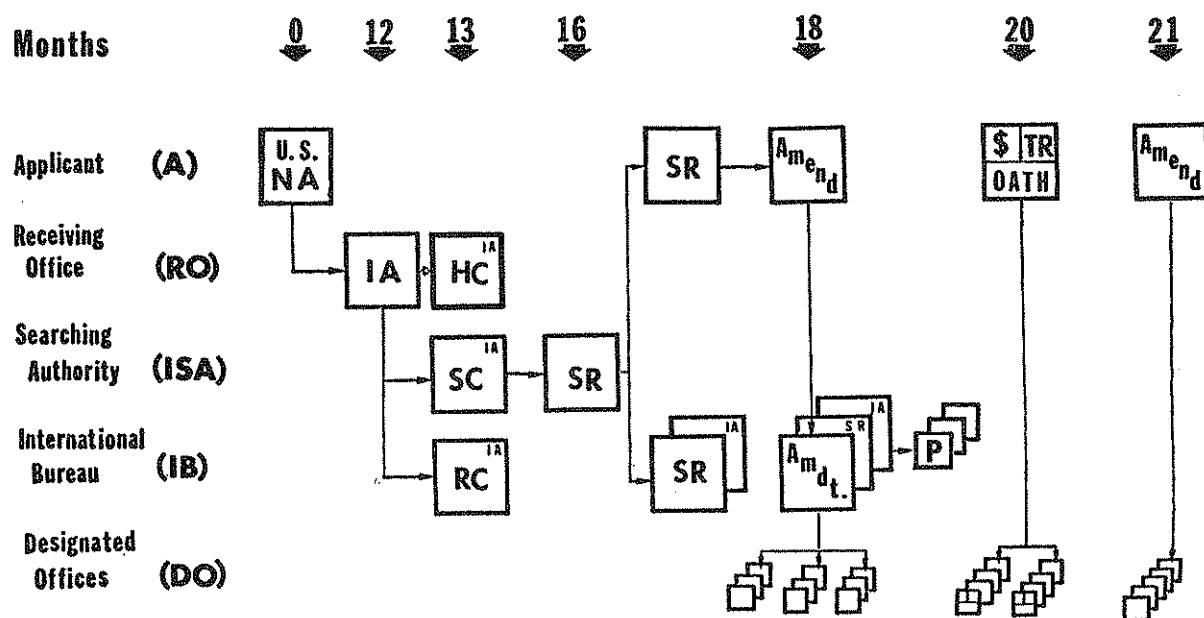 Months 0 12 13 16 18 20 21
Applicant (A)
U.S.
NA
SR
Amend
$ TR
OATH
Amend
Receiving
Office (RO)
IA
IA
HC
Searching
Authority (ISA)
IA
SC
SR
International
Bureau (IB)
IA
RC
IA
SR
IA
SR
Amdt.
P
Designated
Offices (DO)